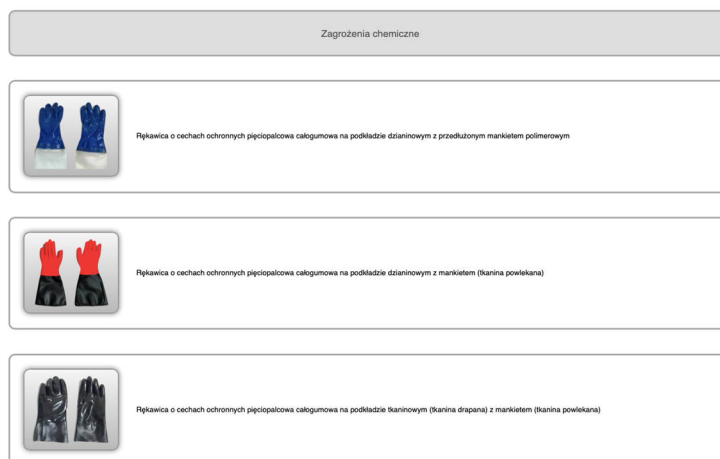 Zagrożenia chemiczne
Rękawica o cechach ochronnych pięciopalcowa całogumowa na podkładzie dzianinowym z przedłużonym mankietem polimerowym
Rękawica o cechach ochronnych pięciopalcowa całogumowa na podkładzie dzianinowym z mankietem (tkanina powlekana)
Rękawica o cechach ochronnych pięciopalcowa całogumowa na podkładzie tkaninowym (tkanina drapana) z mankietem (tkanina powlekana)